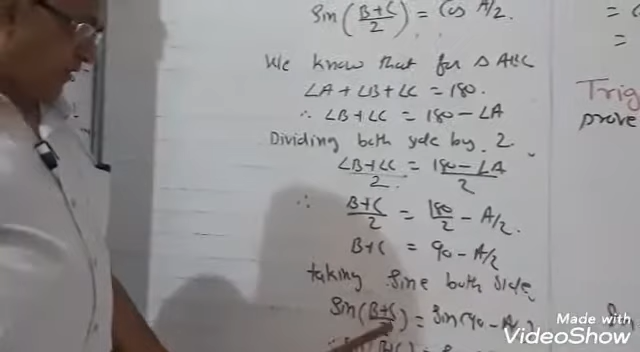 Sin(B+C/2) = Cos A/2.
We know that for △ABC
∠A + ∠B + ∠C = 180.
∴ ∠B + ∠C = 180 - ∠A
Dividing both side by 2
∠B+∠C/2 = 180 - ∠A/2
∴ B+C/2 = 180/2 - A/2.
B+C = 90 - A/2
taking Sine both side.
Sin(B+C/2) = Sin(90 - A
Trig
prove
Made with
VideoShow